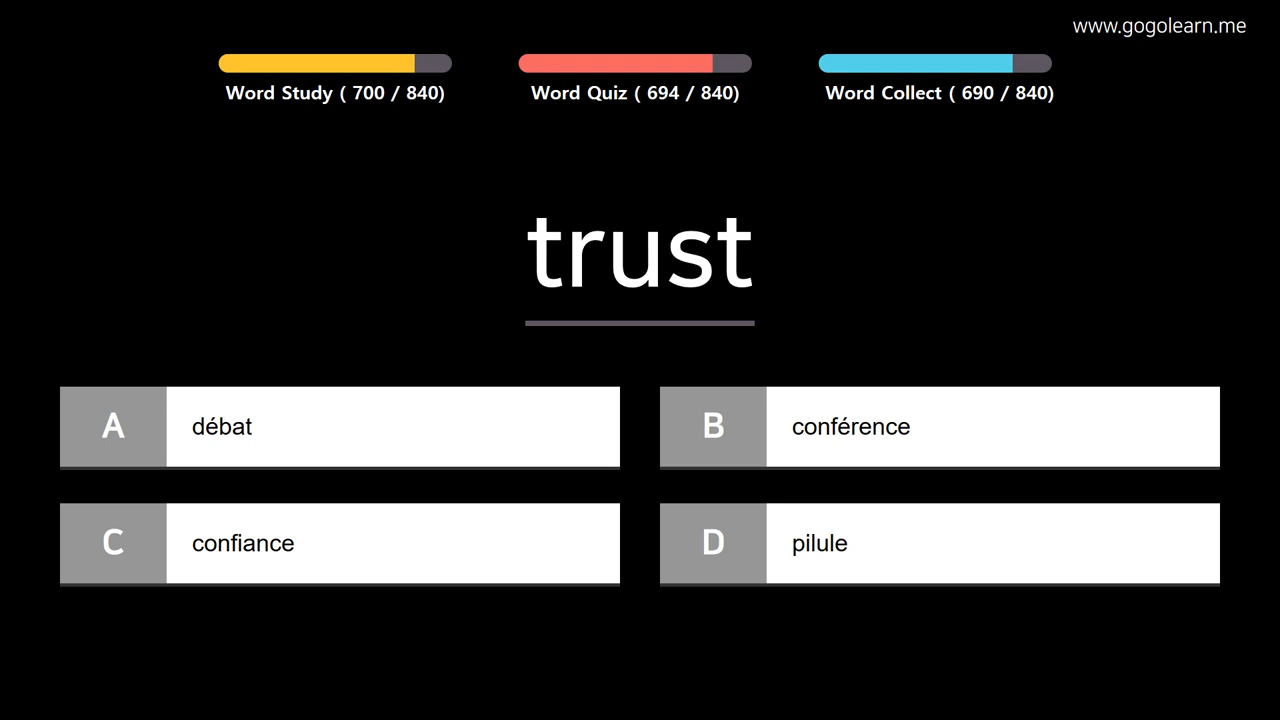 www.gogolearn.me
Word Study ( 700 / 840)
Word Quiz ( 694 / 840)
Word Collect ( 690 / 840)
trust
A débat
B conférence
C confiance
D pilule